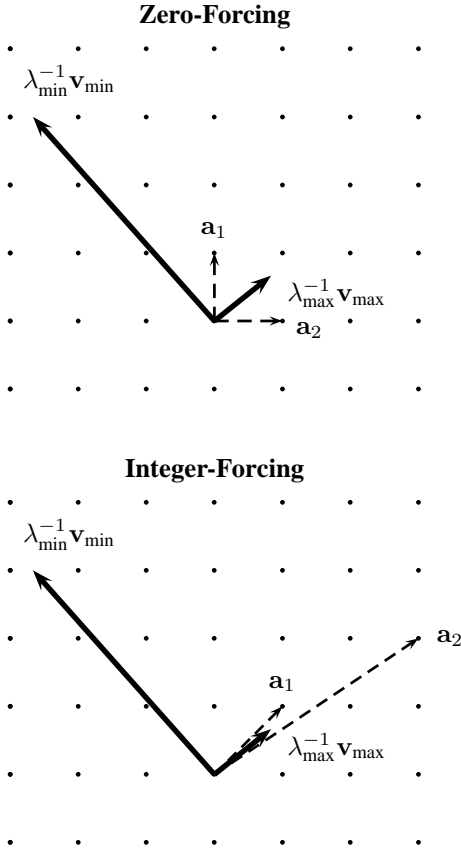 Zero-Forcing
λ_min^{-1} v_min
a_1
λ_max^{-1} v_max
a_2
Integer-Forcing
λ_min^{-1} v_min
a_2
a_1
λ_max^{-1} v_max